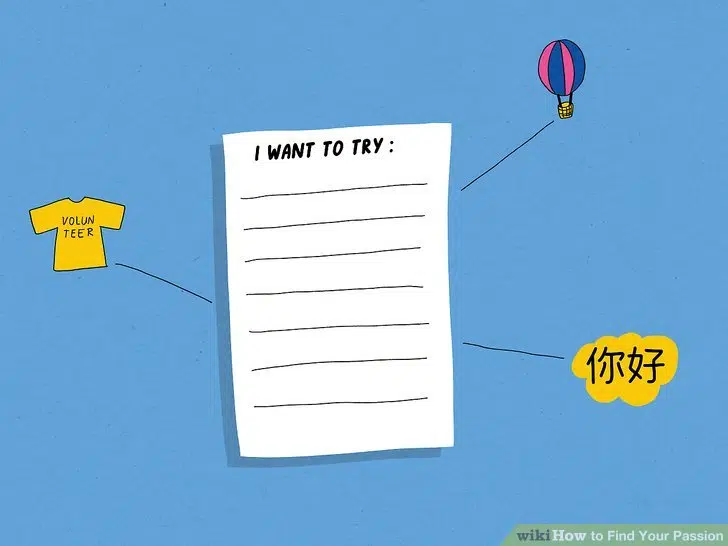 I WANT TO TRY:
VOLUN
TEER
你好
wikiHow to Find Your Passion